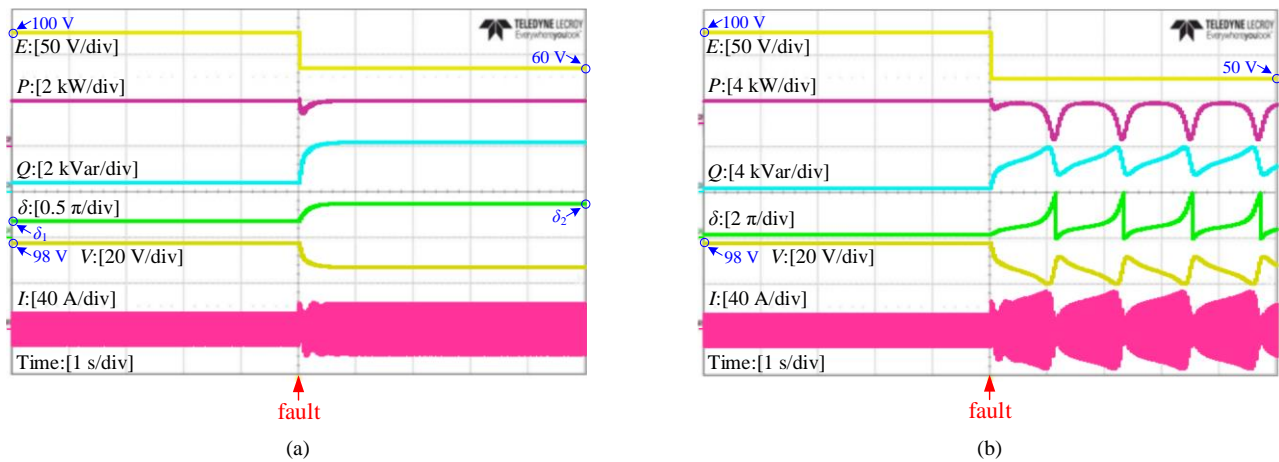 100 V
TELEDYNE LECROY
Everywhereyoulook™
E:[50 V/div]
60 V
P:[2 kW/div]
Q:[2 kVar/div]
δ:[0.5 π/div]
δ1
δ2
98 V V:[20 V/div]
I:[40 A/div]
Time:[1 s/div]
fault
(a)
100 V
TELEDYNE LECROY
Everywhereyoulook™
E:[50 V/div]
50 V
P:[4 kW/div]
Q:[4 kVar/div]
δ:[2 π/div]
98 V V:[20 V/div]
I:[40 A/div]
Time:[1 s/div]
fault
(b)